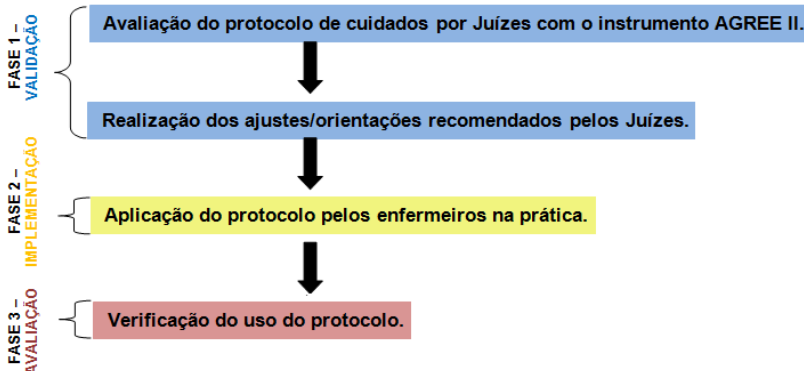 FASE 1 –
VALIDAÇÃO
Avaliação do protocolo de cuidados por Juízes com o instrumento AGREE II.
Realização dos ajustes/orientações recomendados pelos Juízes.
FASE 2 –
IMPLEMENTAÇÃO
Aplicação do protocolo pelos enfermeiros na prática.
FASE 3 –
AVALIAÇÃO
Verificação do uso do protocolo.